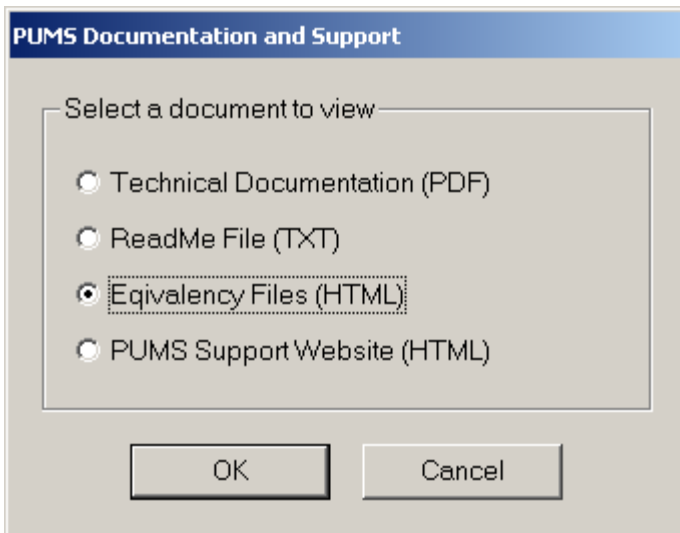 PUMS Documentation and Support
Select a document to view
Technical Documentation (PDF)
ReadMe File (TXT)
Eqivalency Files (HTML)
PUMS Support Website (HTML)
OK Cancel